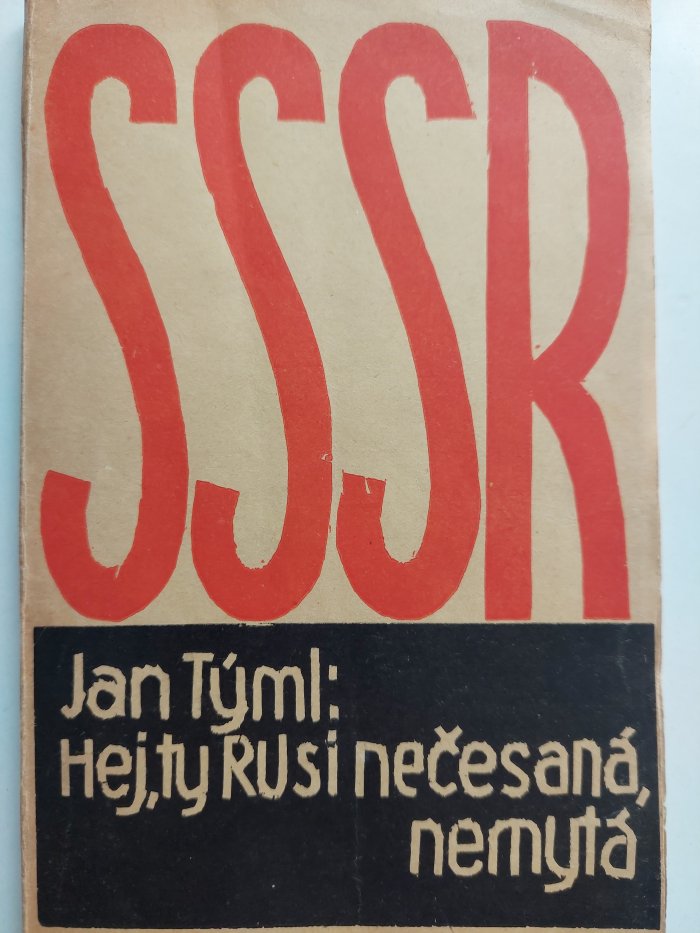 SSSR
Jan Týml:
Hej, ty RUsi nečesaná,
nemytá